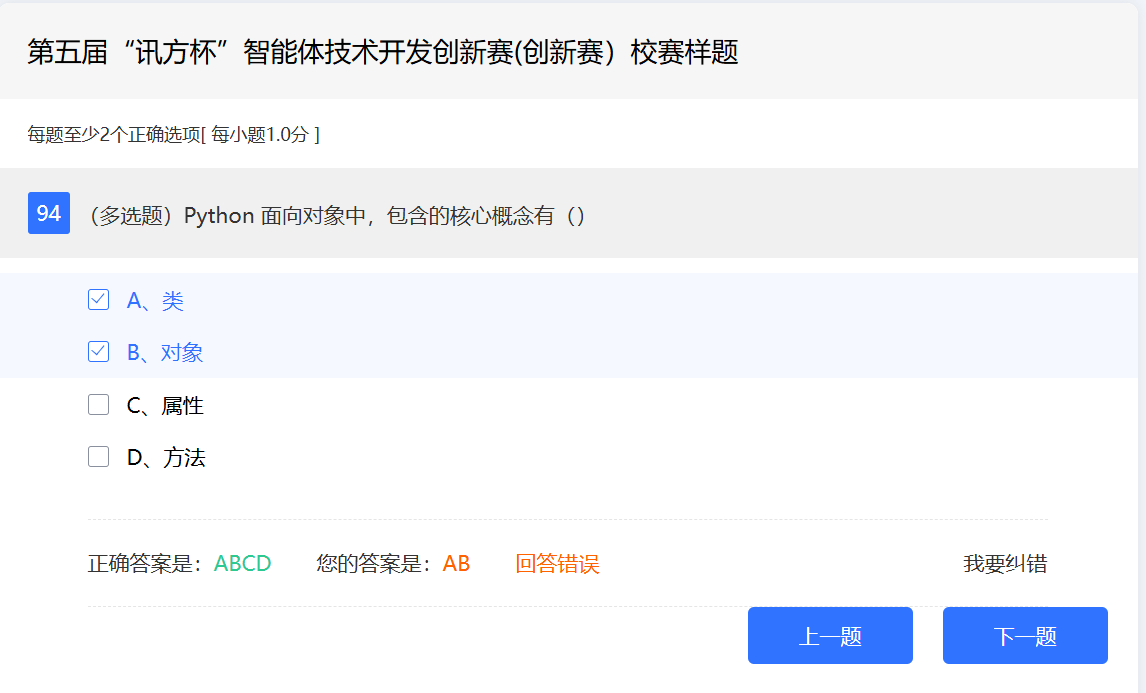 第五届“讯方杯”智能体技术开发创新赛(创新赛）校赛样题
每题至少2个正确选项[ 每小题1.0分 ]
94 （多选题）Python 面向对象中，包含的核心概念有（）
A、类
B、对象
C、属性
D、方法
正确答案是：ABCD 您的答案是：AB 回答错误 我要纠错
上一题 下一题